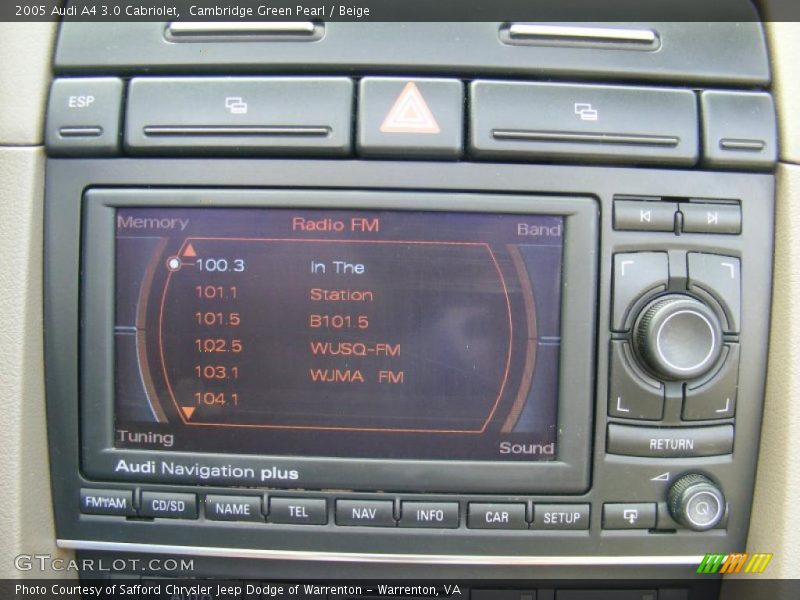 2005 Audi A4 3.0 Cabriolet, Cambridge Green Pearl / Beige
ESP
Memory Radio FM Band
100.3 In The
101.1 Station
101.5 B101.5
102.5 WUSQ-FM
103.1 WJMA FM
104.1
Tuning Sound
Audi Navigation plus
RETURN
FM AM CD/SD NAME TEL NAV INFO CAR SETUP
GTCARLOT.COM
Photo Courtesy of Safford Chrysler Jeep Dodge of Warrenton - Warrenton, VA